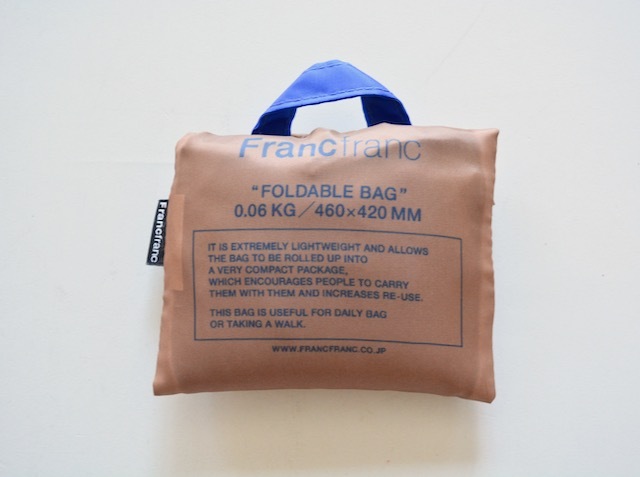 Francfranc
"FOLDABLE BAG"
0.06 KG/460×420 MM
Francfranc
IT IS EXTREMELY LIGHTWEIGHT AND ALLOWS
THE BAG TO BE ROLLED UP INTO
A VERY COMPACT PACKAGE,
WHICH ENCOURAGES PEOPLE TO CARRY
THEM WITH THEM AND INCREASES RE-USE.
THIS BAG IS USEFUL FOR DAILY BAG
OR TAKING A WALK.
WWW.FRANCFRANC.CO.JP